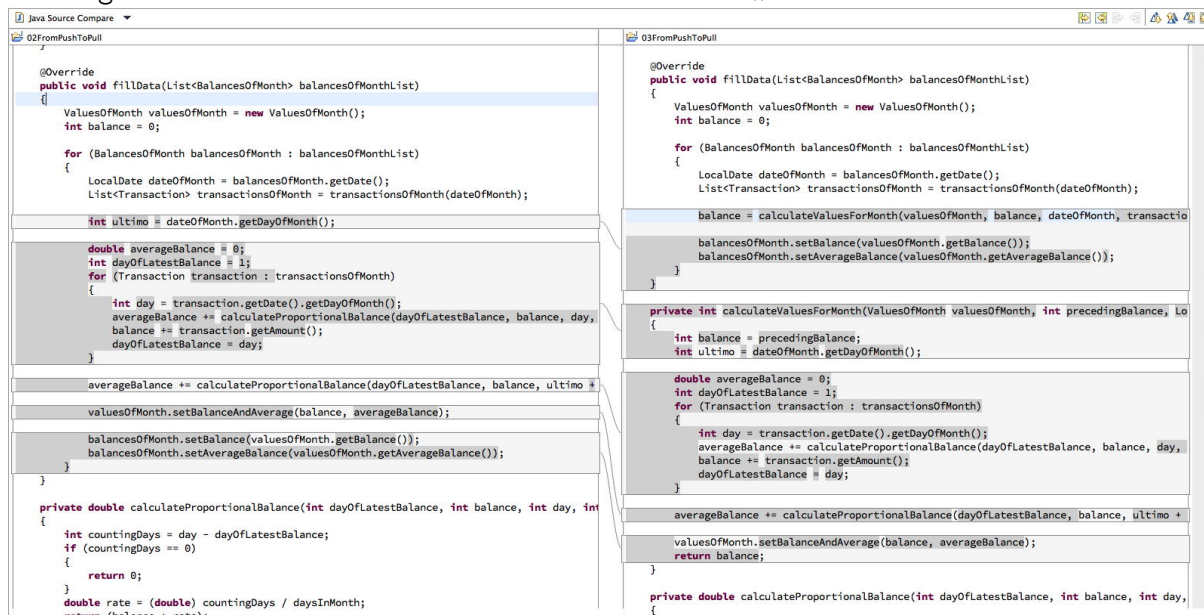 Java Source Compare
02FromPushToPull
}
@Override
public void fillData(List<BalancesOfMonth> balancesOfMonthList)
{
ValuesOfMonth valuesOfMonth = new ValuesOfMonth();
int balance = 0;
for (BalancesOfMonth balancesOfMonth : balancesOfMonthList)
{
LocalDate dateOfMonth = balancesOfMonth.getDate();
List<Transaction> transactionsOfMonth = transactionsOfMonth(dateOfMonth);
int ultimo = dateOfMonth.getDayOfMonth();
double averageBalance = 0;
int dayOfLatestBalance = 1;
for (Transaction transaction : transactionsOfMonth)
{
int day = transaction.getDate().getDayOfMonth();
averageBalance += calculateProportionalBalance(dayOfLatestBalance, balance, day,
balance += transaction.getAmount();
dayOfLatestBalance = day;
}
averageBalance += calculateProportionalBalance(dayOfLatestBalance, balance, ultimo +
valuesOfMonth.setBalanceAndAverage(balance, averageBalance);
balancesOfMonth.setBalance(valuesOfMonth.getBalance());
balancesOfMonth.setAverageBalance(valuesOfMonth.getAverageBalance());
}
}
private double calculateProportionalBalance(int dayOfLatestBalance, int balance, int day, int
{
int countingDays = day - dayOfLatestBalance;
if (countingDays == 0)
{
return 0;
}
double rate = (double) countingDays / daysInMonth;
03FromPushToPull
@Override
public void fillData(List<BalancesOfMonth> balancesOfMonthList)
{
ValuesOfMonth valuesOfMonth = new ValuesOfMonth();
int balance = 0;
for (BalancesOfMonth balancesOfMonth : balancesOfMonthList)
{
LocalDate dateOfMonth = balancesOfMonth.getDate();
List<Transaction> transactionsOfMonth = transactionsOfMonth(dateOfMonth);
balance = calculateValuesForMonth(valuesOfMonth, balance, dateOfMonth, transactio
balancesOfMonth.setBalance(valuesOfMonth.getBalance());
balancesOfMonth.setAverageBalance(valuesOfMonth.getAverageBalance());
}
}
private int calculateValuesForMonth(ValuesOfMonth valuesOfMonth, int precedingBalance, Lo
{
int balance = precedingBalance;
int ultimo = dateOfMonth.getDayOfMonth();
double averageBalance = 0;
int dayOfLatestBalance = 1;
for (Transaction transaction : transactionsOfMonth)
{
int day = transaction.getDate().getDayOfMonth();
averageBalance += calculateProportionalBalance(dayOfLatestBalance, balance, day,
balance += transaction.getAmount();
dayOfLatestBalance = day;
}
averageBalance += calculateProportionalBalance(dayOfLatestBalance, balance, ultimo +
valuesOfMonth.setBalanceAndAverage(balance, averageBalance);
return balance;
}
private double calculateProportionalBalance(int dayOfLatestBalance, int balance, int day,
{